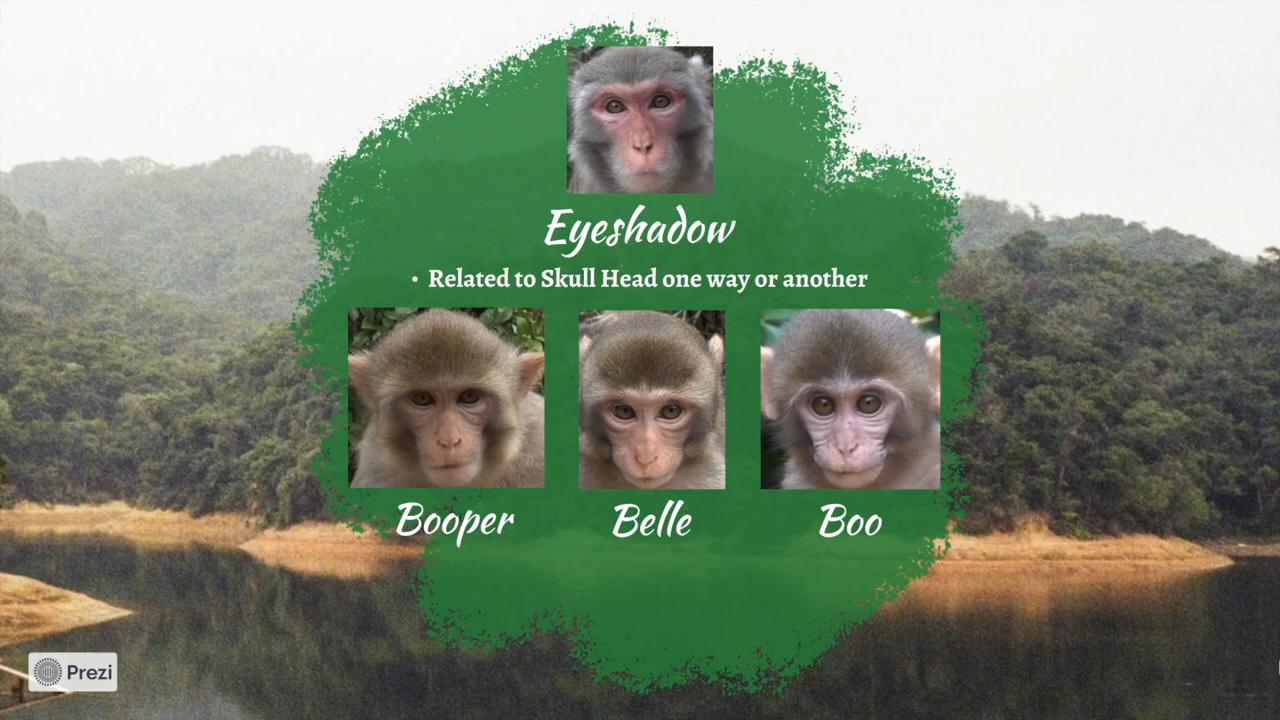 Eyeshadow
• Related to Skull Head one way or another
Booper
Belle
Boo
Prezi